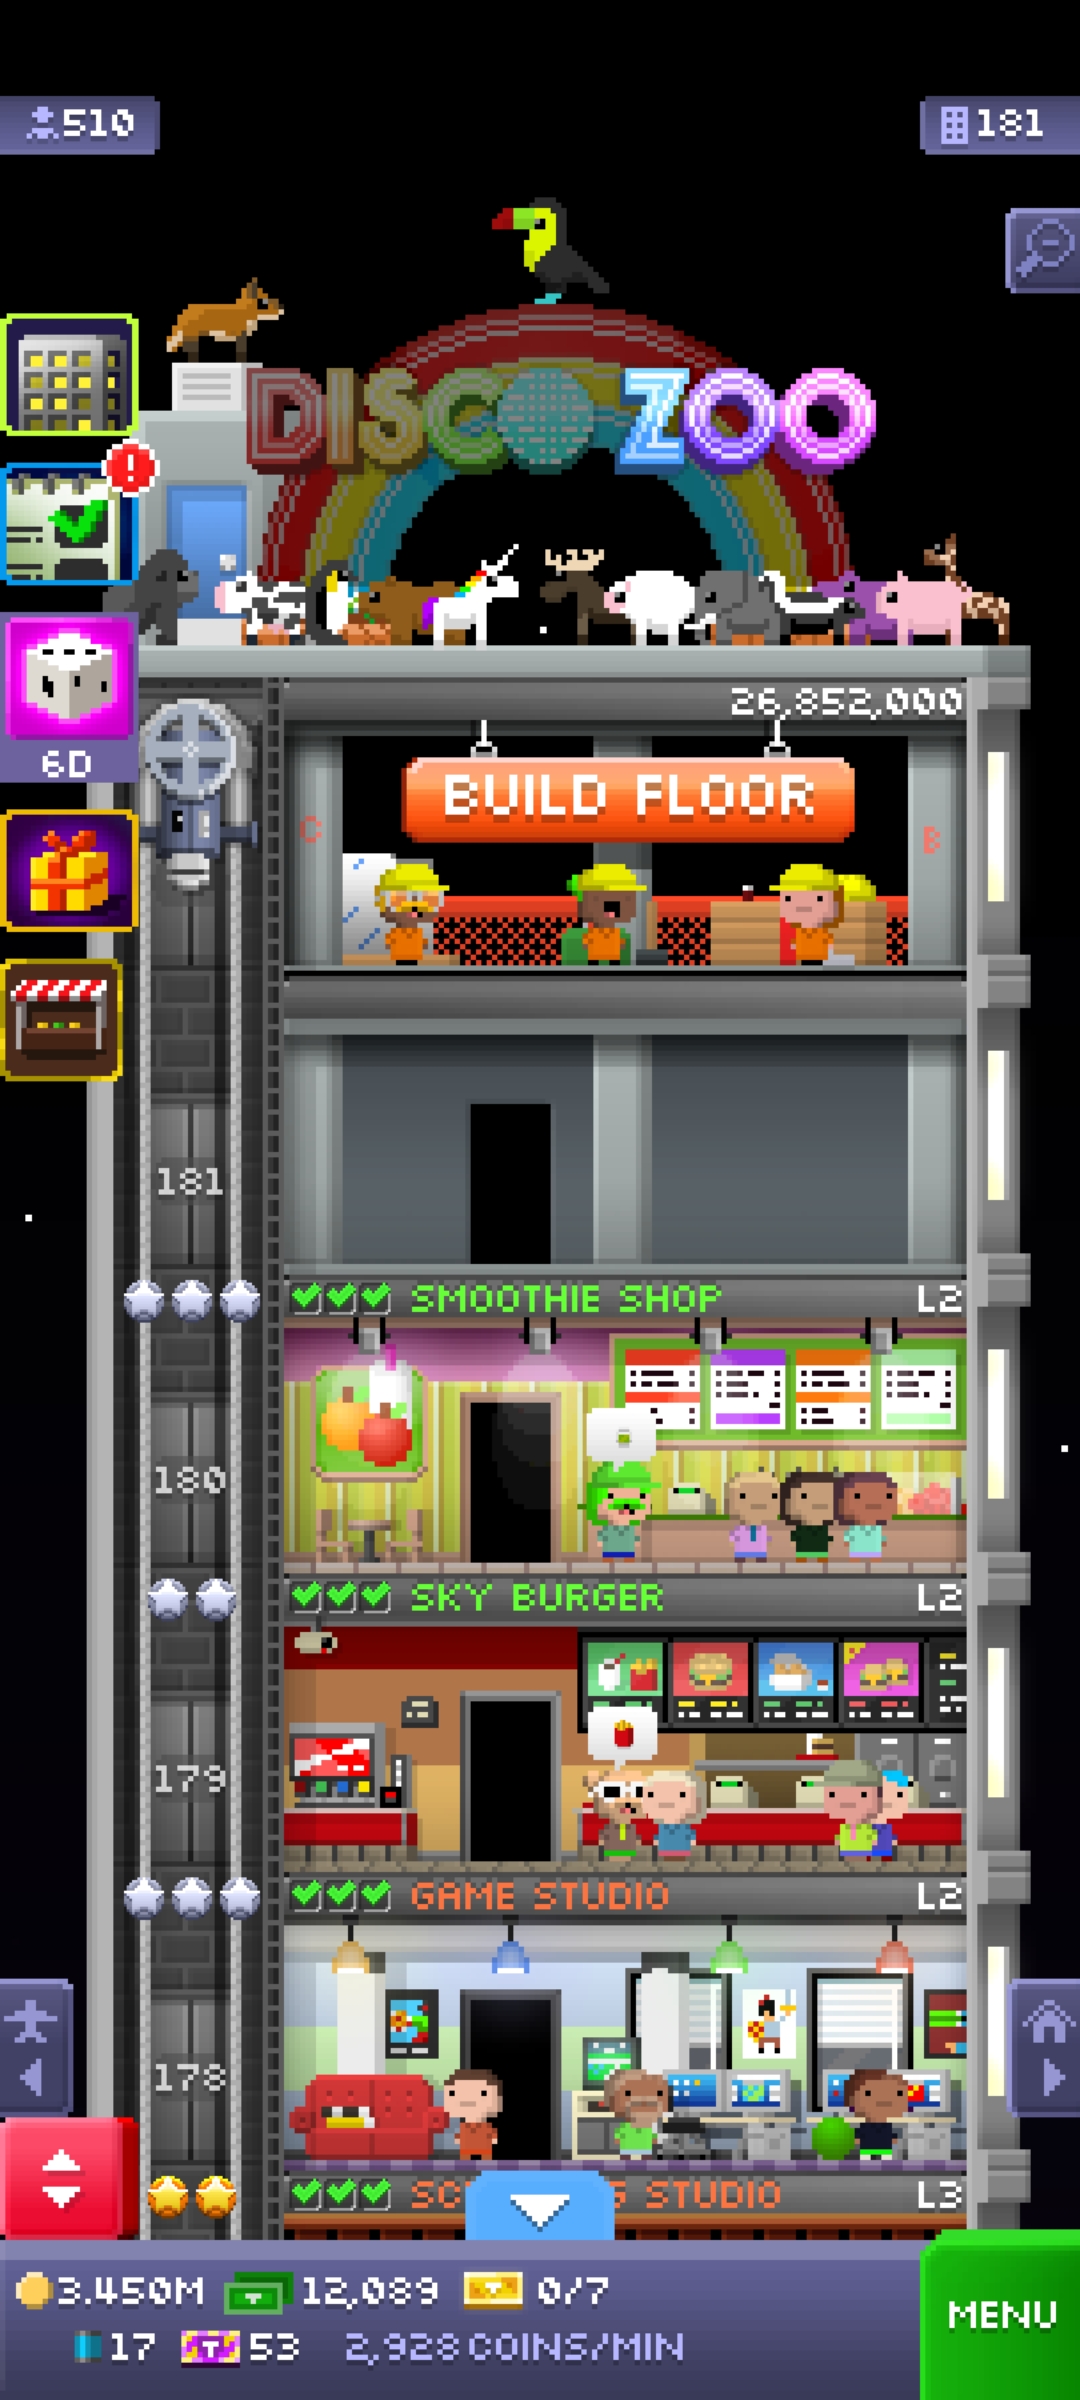 510
181
DISCO ZOO
6D
26,852,000
BUILD FLOOR
C
B
181
SMOOTHIE SHOP L2
180
SKY BURGER L2
179
GAME STUDIO L2
178
STUDIO L3
3.450M 12,089 0/7
17 53 2,928 COINS/MIN
MENU